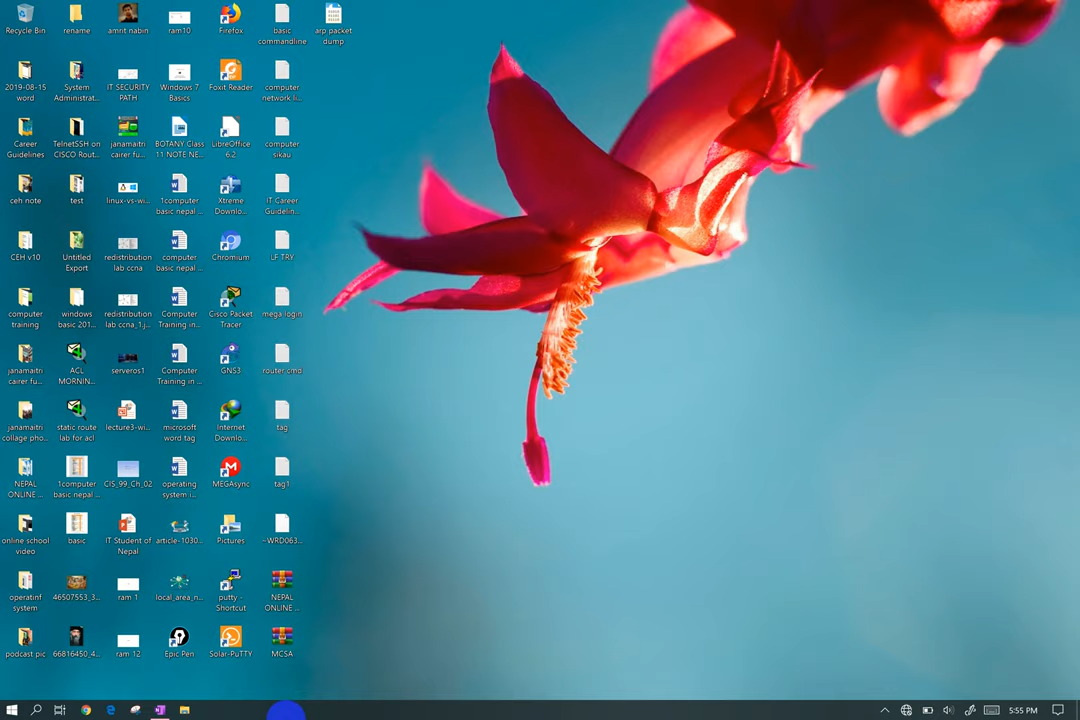 Recycle Bin
rename
amrit nabin
ram10
Firefox
basic
commandline
arp packet
dump
2019-08-15
word
System
Administrat...
IT SECURITY
PATH
Windows 7
Basics
Foxit Reader
computer
network li...
Career
Guidelines
TelnetSSH on
CISCO Rout...
janamaitri
cairer fu...
BOTANY Class
11 NOTE NE...
LibreOffice
6.2
computer
sikau
ceh note
test
linux-vs-wi...
1computer
basic nepal ...
Xtreme
Downlo...
IT Career
Guidelin...
CEH v10
Untitled
Export
redistribution
lab ccna
computer
basic nepal ...
Chromium
LF TRY
computer
training
windows
basic 201...
redistribution
lab ccna_1.j...
Computer
Training in...
Cisco Packet
Tracer
mega login
janamaitri
cairer fu...
ACL
MORNIN...
serveros1
Computer
Training in ...
GNS3
router cmd
janamaitri
collage pho...
static route
lab for acl
lecture3-wi...
microsoft
word tag
Internet
Downlo...
tag
NEPAL
ONLINE ...
1computer
basic nepal...
CIS_99_Ch_02
operating
system i...
MEGAsync
tag1
online school
video
basic
IT Student of
Nepal
article-1030...
Pictures
~WRD063...
operatinf
system
46507553_3...
ram 1
local_area_n...
putty -
Shortcut
NEPAL
ONLINE ...
podcast pic
66816450_4...
ram 12
Epic Pen
Solar-PuTTY
MCSA
5:55 PM